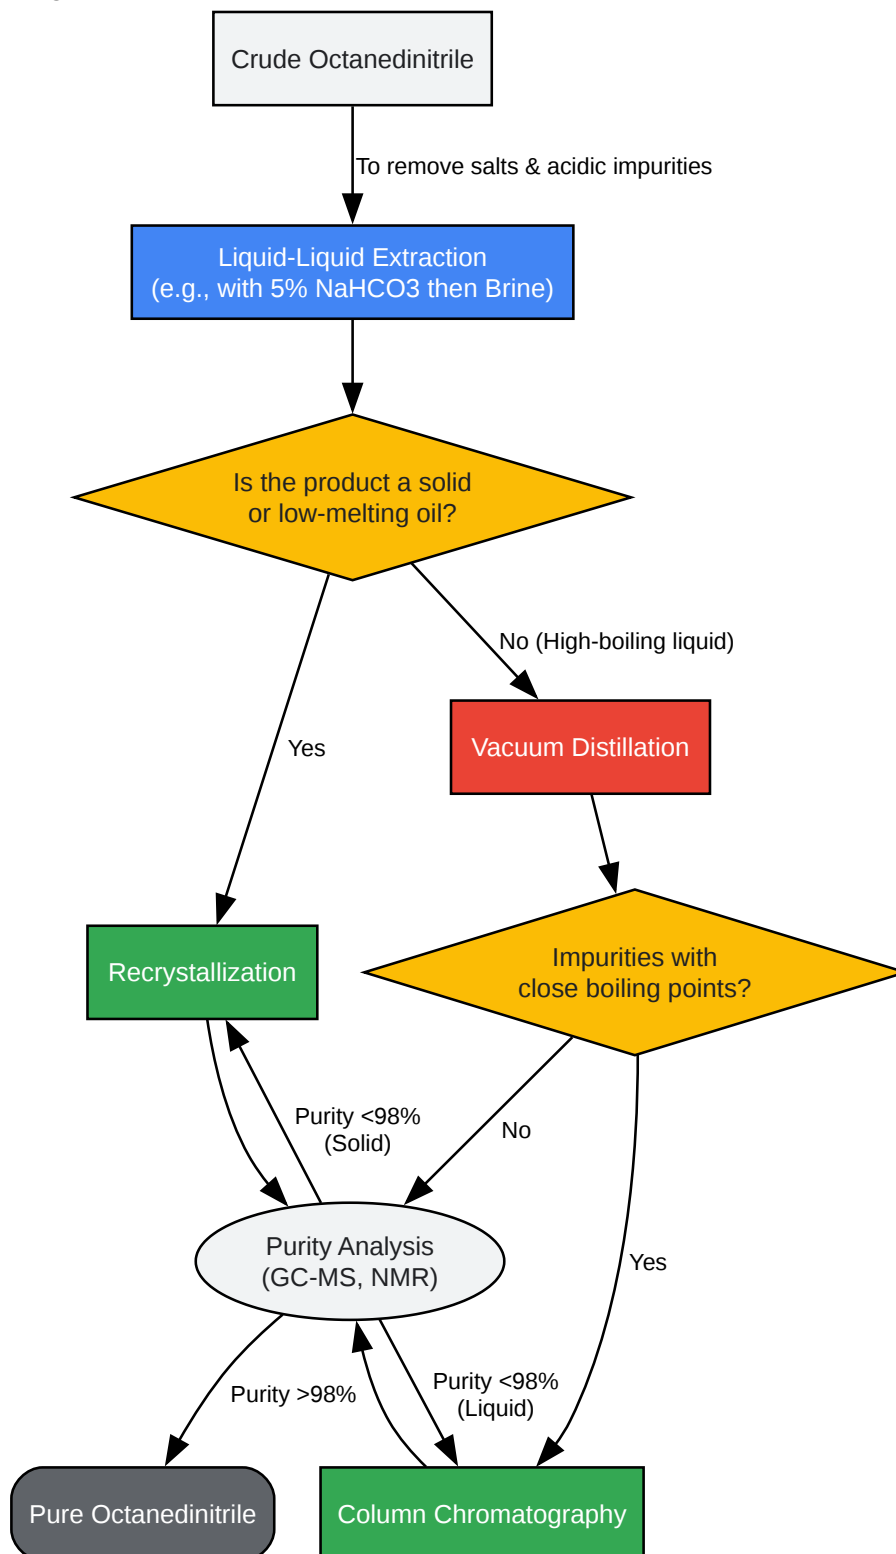 Crude Octanedinitrile
To remove salts & acidic impurities
Liquid-Liquid Extraction
(e.g., with 5% NaHCO3 then Brine)
Is the product a solid
or low-melting oil?
No (High-boiling liquid)
Yes
Vacuum Distillation
Recrystallization
Impurities with
close boiling points?
Purity <98%
(Solid)
No
Purity Analysis
(GC-MS, NMR)
Yes
Purity >98%
Purity <98%
(Liquid)
Pure Octanedinitrile
Column Chromatography